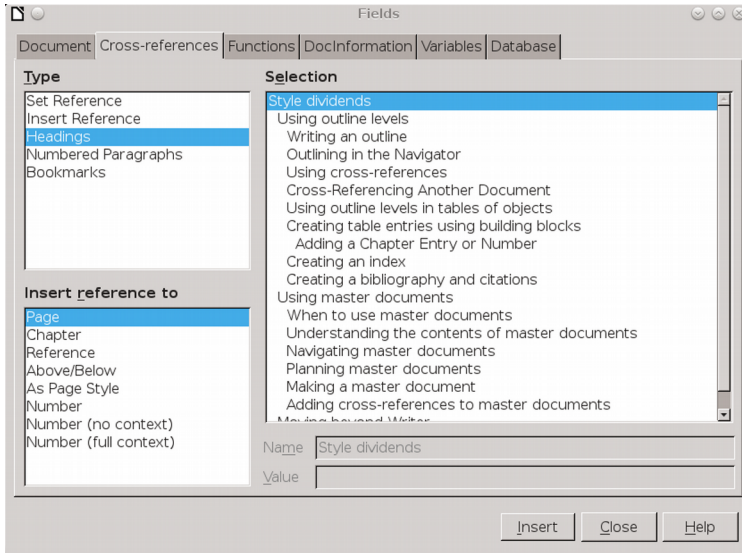 Fields
Document Cross-references Functions DocInformation Variables Database
Type
Set Reference
Insert Reference
Headings
Numbered Paragraphs
Bookmarks
Insert reference to
Page
Chapter
Reference
Above/Below
As Page Style
Number
Number (no context)
Number (full context)
Selection
Style dividends
Using outline levels
Writing an outline
Outlining in the Navigator
Using cross-references
Cross-Referencing Another Document
Using outline levels in tables of objects
Creating table entries using building blocks
Adding a Chapter Entry or Number
Creating an index
Creating a bibliography and citations
Using master documents
When to use master documents
Understanding the contents of master documents
Navigating master documents
Planning master documents
Making a master document
Adding cross-references to master documents
Moving beyond Writer
Name Style dividends
Value
Insert Close Help